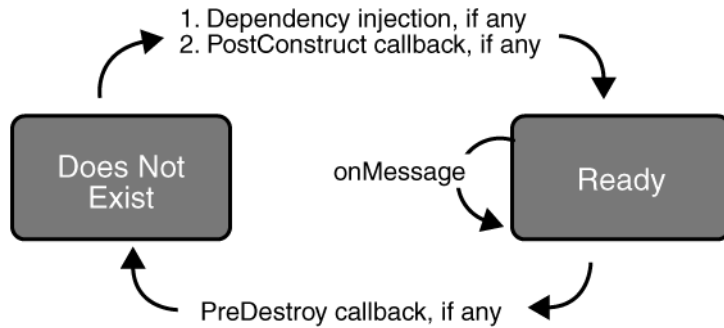 1. Dependency injection, if any
2. PostConstruct callback, if any
Does Not
Exist
onMessage
Ready
PreDestroy callback, if any